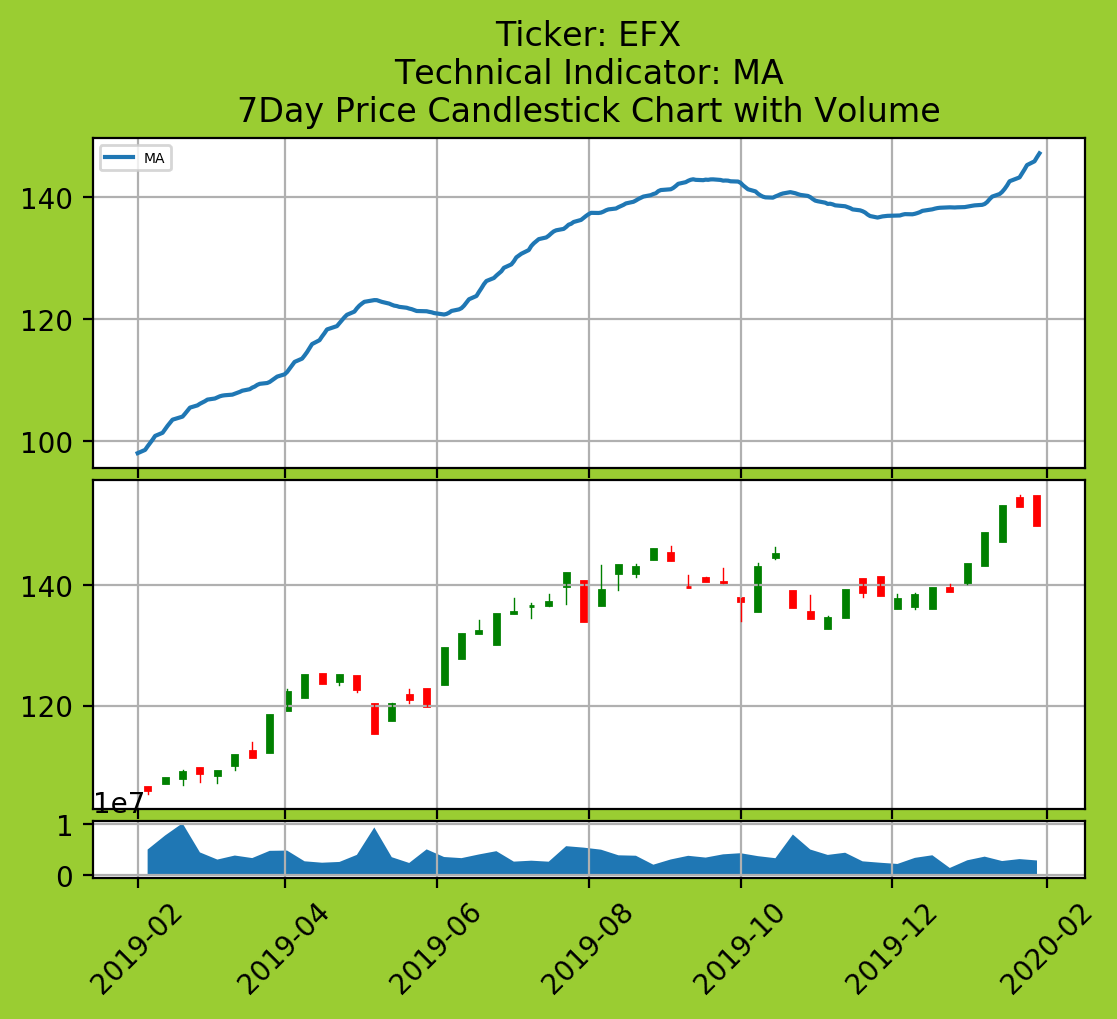 Ticker: EFX
Technical Indicator: MA
7Day Price Candlestick Chart with Volume
MA
140
120
100
140
120
1e7
1
0
2019-02
2019-04
2019-06
2019-08
2019-10
2019-12
2020-02